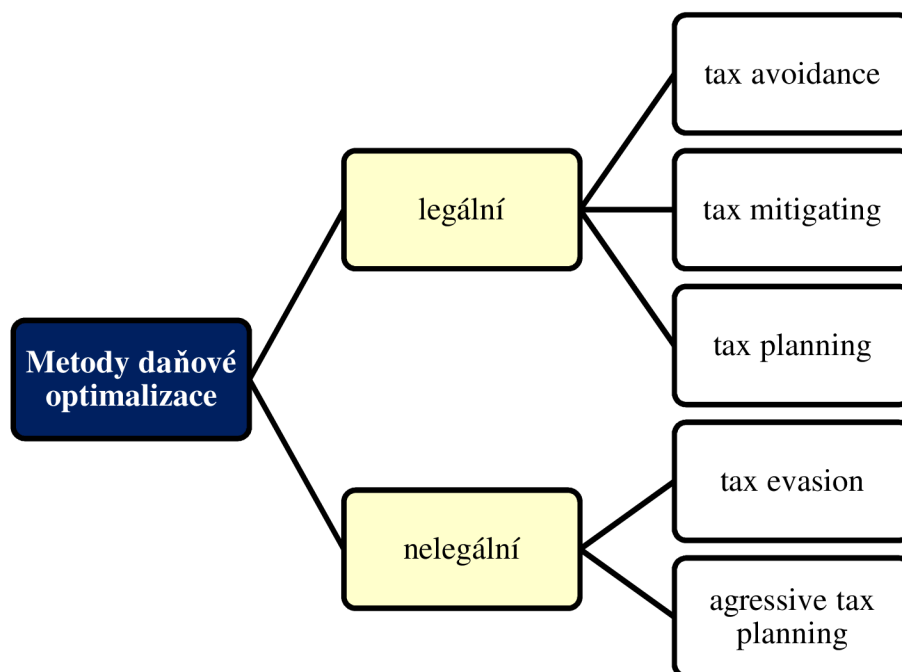 tax avoidance
legální
tax mitigating
tax planning
Metody daňové
optimalizace
tax evasion
nelegální
agressive tax
planning